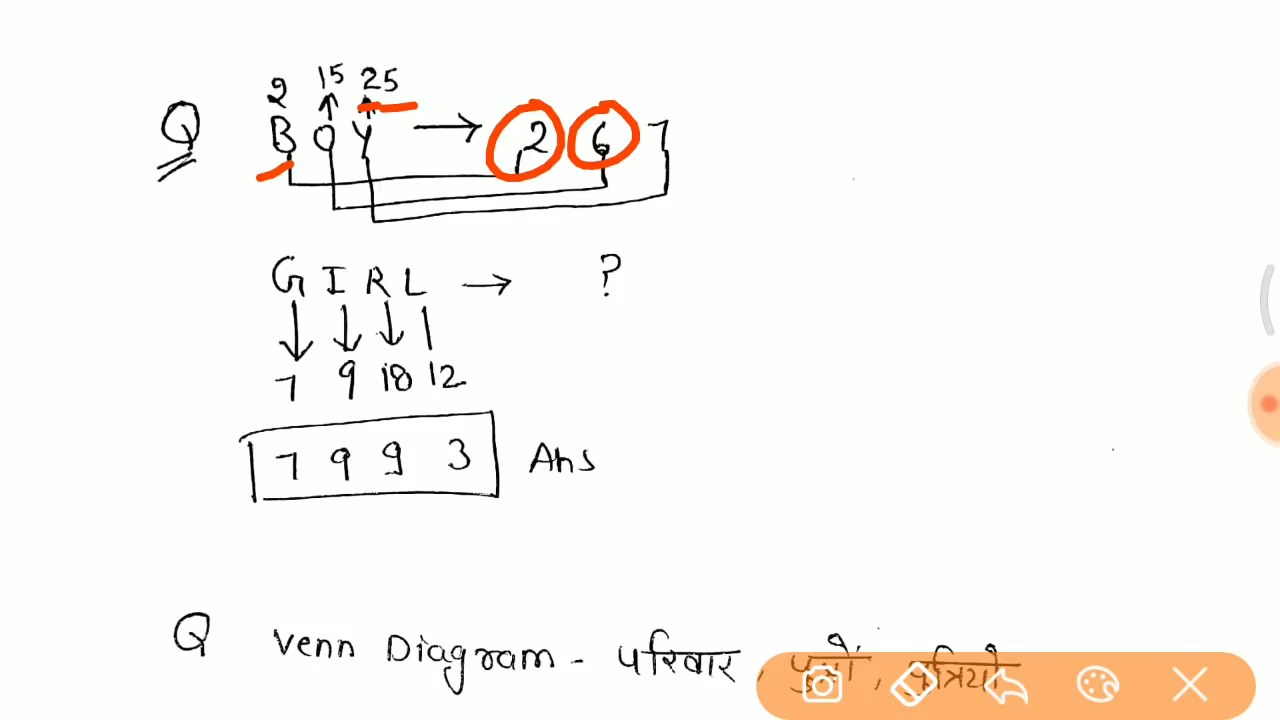 2 15 25
Q B O Y → 2 6 7
G I R L → ?
7 9 18 12
7 9 9 3 Ans
Q Venn Diagram - परिवार, पुत्रों, पुत्रियो